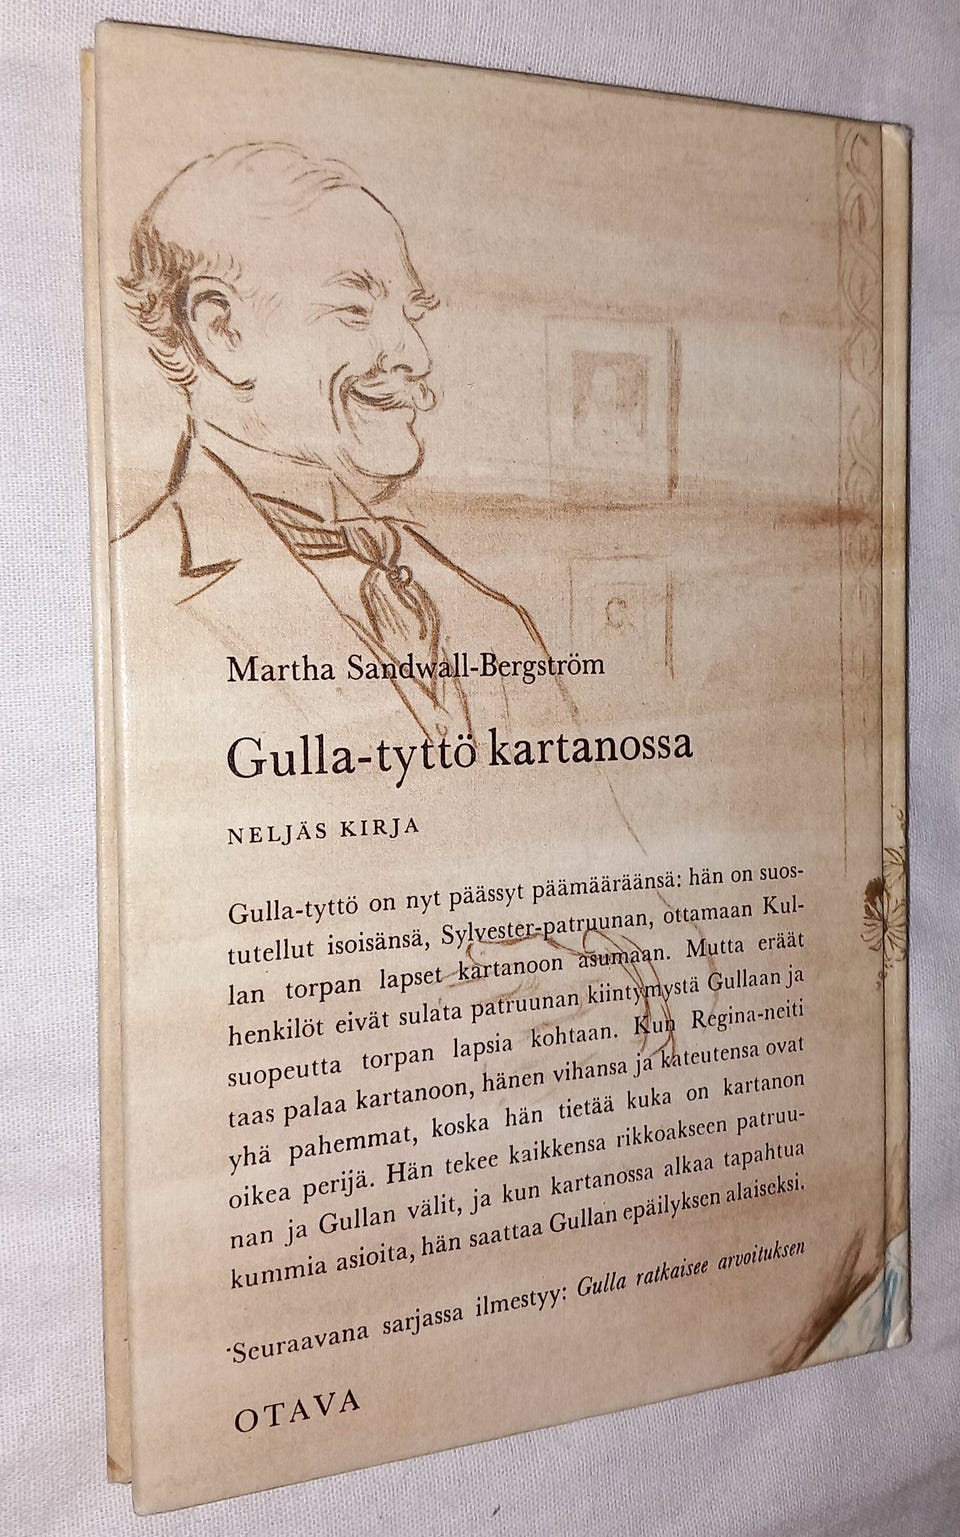 Martha Sandwall-Bergström
Gulla-tyttö kartanossa
NELJÄS KIRJA
Gulla-tyttö on nyt päässyt päämääräänsä: hän on suos-
tutellut isoisänsä, Sylvester-patruunan, ottamaan Kul-
lan torpan lapset kartanoon asumaan. Mutta eräät
henkilöt eivät sulata patruunan kiintymystä Gullaan ja
suopeutta torpan lapsia kohtaan. Kun Regina-neiti
taas palaa kartanoon, hänen vihansa ja kateutensa ovat
yhä pahemmat, koska hän tietää kuka on kartanon
oikea perijä. Hän tekee kaikkensa rikkoakseen patruu-
nan ja Gullan välit, ja kun kartanossa alkaa tapahtua
kummia asioita, hän saattaa Gullan epäilyksen alaiseksi.
Seuraavana sarjassa ilmestyy: Gulla ratkaisee arvoituksen
OTAVA